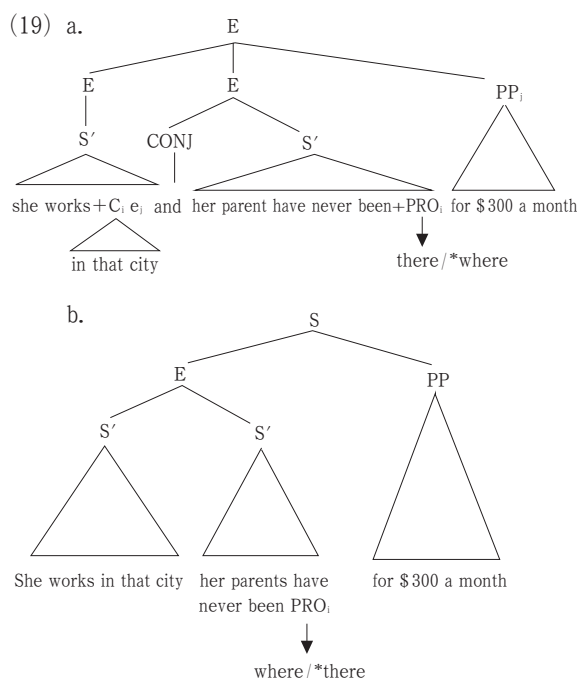 (19) a.
E
E E PPⱼ
S′ CONJ S′
she works+Cᵢ eⱼ and her parent have never been+PROᵢ for $300 a month
in that city there/*where
b.
S
E PP
S′ S′
She works in that city her parents have for $300 a month
never been PROᵢ
where/*there